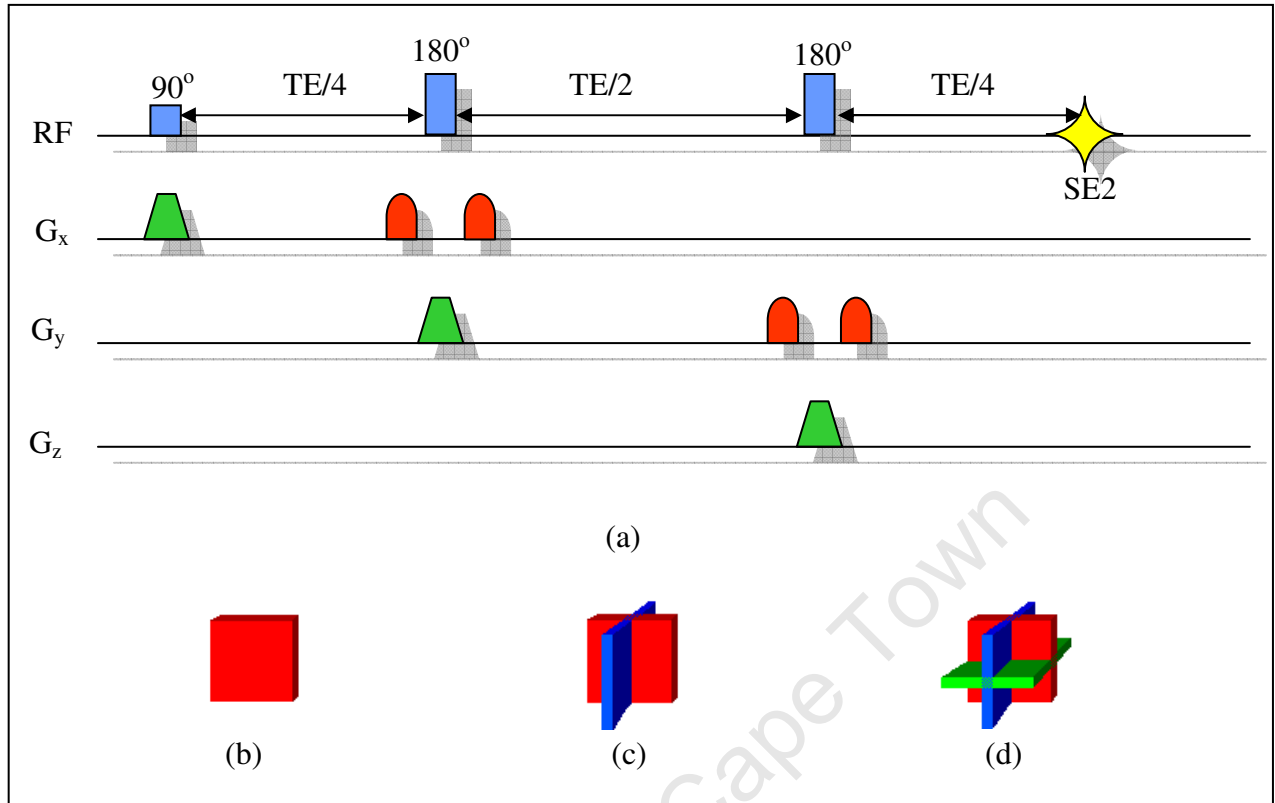 180° 180°
90° TE/4 TE/2 TE/4
RF
SE2
Gx
Gy
Gz
(a)
(b) (c) (d)
Cape Town